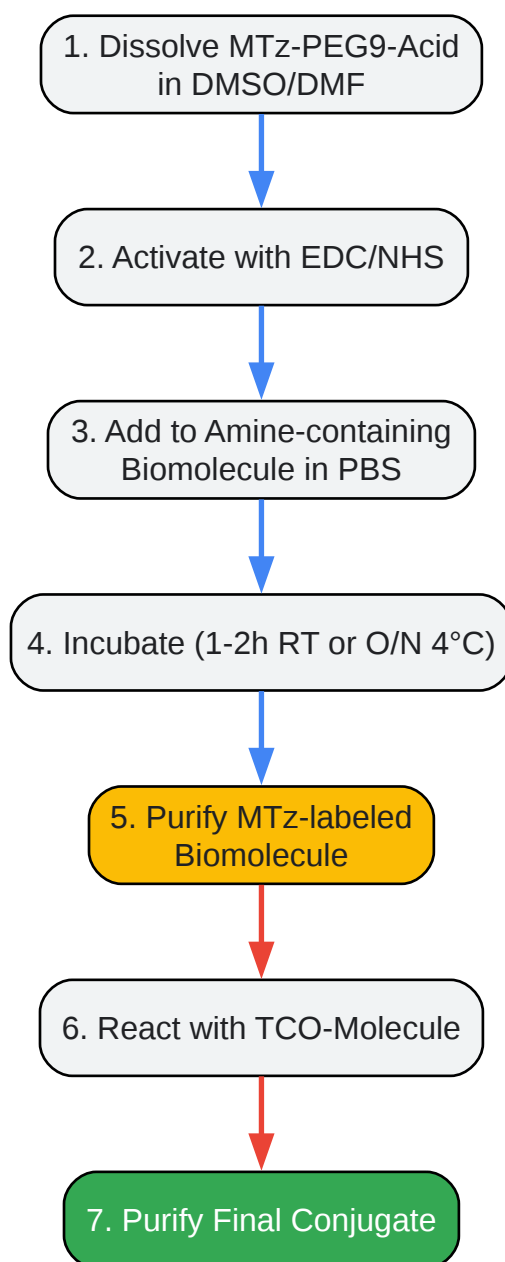 1. Dissolve MTz-PEG9-Acid
in DMSO/DMF
2. Activate with EDC/NHS
3. Add to Amine-containing
Biomolecule in PBS
4. Incubate (1-2h RT or O/N 4°C)
5. Purify MTz-labeled
Biomolecule
6. React with TCO-Molecule
7. Purify Final Conjugate